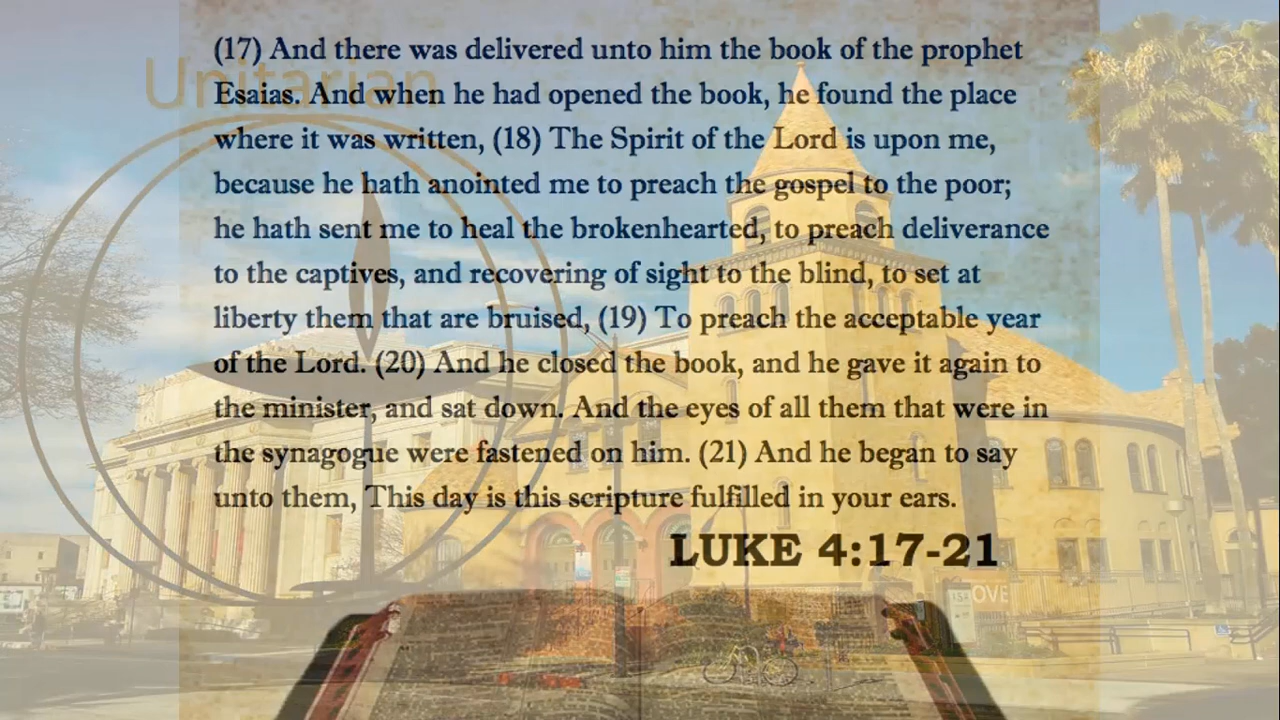 Unitarian
(17) And there was delivered unto him the book of the prophet
Esaias. And when he had opened the book, he found the place
where it was written, (18) The Spirit of the Lord is upon me,
because he hath anointed me to preach the gospel to the poor;
he hath sent me to heal the brokenhearted, to preach deliverance
to the captives, and recovering of sight to the blind, to set at
liberty them that are bruised, (19) To preach the acceptable year
of the Lord. (20) And he closed the book, and he gave it again to
the minister, and sat down. And the eyes of all them that were in
the synagogue were fastened on him. (21) And he began to say
unto them, This day is this scripture fulfilled in your ears.
LUKE 4:17-21
OVE